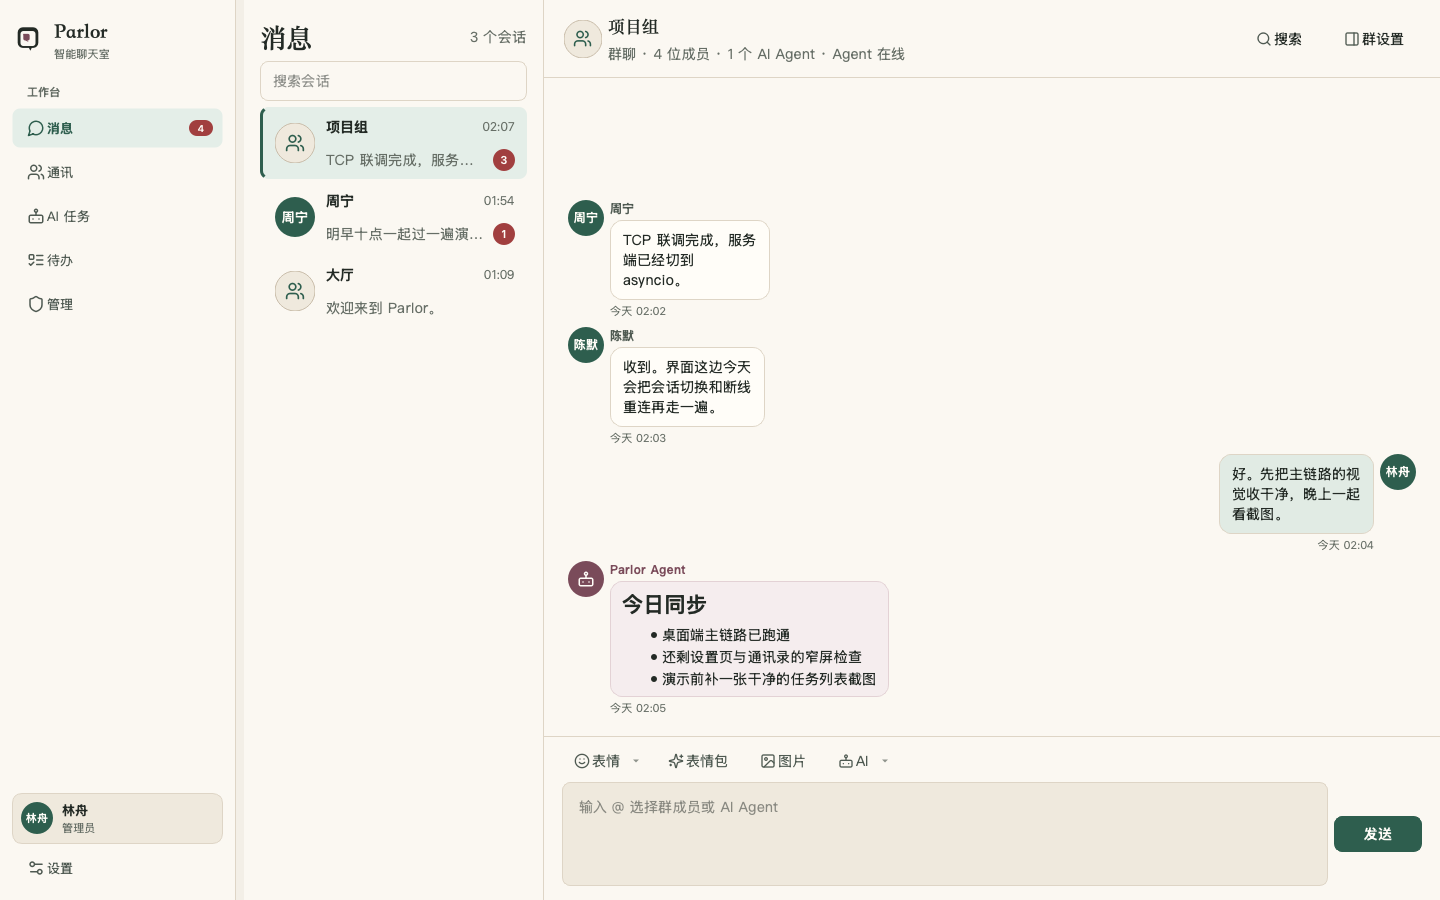 Parlor
智能聊天室
工作台
消息
4
通讯
AI 任务
待办
管理
林舟
林舟
管理员
设置
消息
3 个会话
搜索会话
项目组
02:07
TCP 联调完成，服务…
3
周宁
周宁
01:54
明早十点一起过一遍演…
1
大厅
01:09
欢迎来到 Parlor。
项目组
群聊 · 4 位成员 · 1 个 AI Agent · Agent 在线
搜索
群设置
周宁
周宁
TCP 联调完成，服务
端已经切到
asyncio。
今天 02:02
陈默
陈默
收到。界面这边今天
会把会话切换和断线
重连再走一遍。
今天 02:03
好。先把主链路的视
觉收干净，晚上一起
看截图。
林舟
今天 02:04
Parlor Agent
今日同步
• 桌面端主链路已跑通
• 还剩设置页与通讯录的窄屏检查
• 演示前补一张干净的任务列表截图
今天 02:05
表情
表情包
图片
AI
输入 @ 选择群成员或 AI Agent
发送